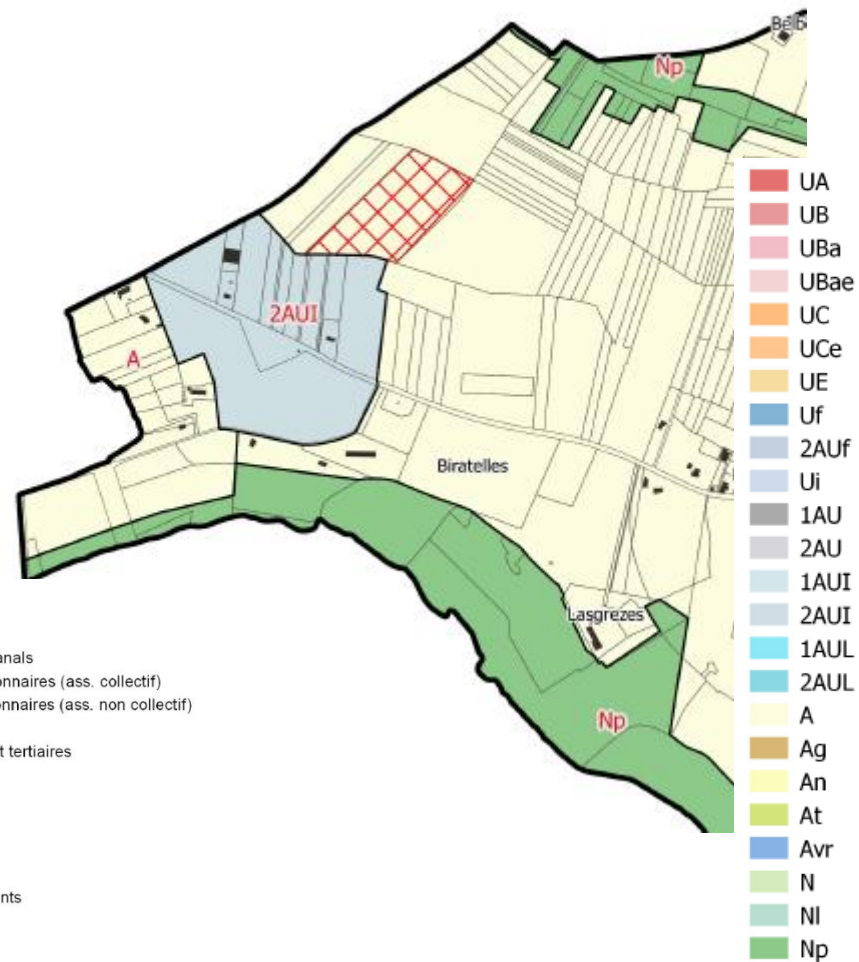 Np
UA
UB
UBa
UBae
UC
UCe
UE
Uf
2AUf
Ui
1AU
2AU
1AUI
2AUI
1AUL
2AUL
A
Ag
An
At
Avr
N
Nl
Np
2AUI
A
Biratelles
Lasgrezes
Np
anals
onnaires (ass. collectif)
onnaires (ass. non collectif)
t tertiaires
nts